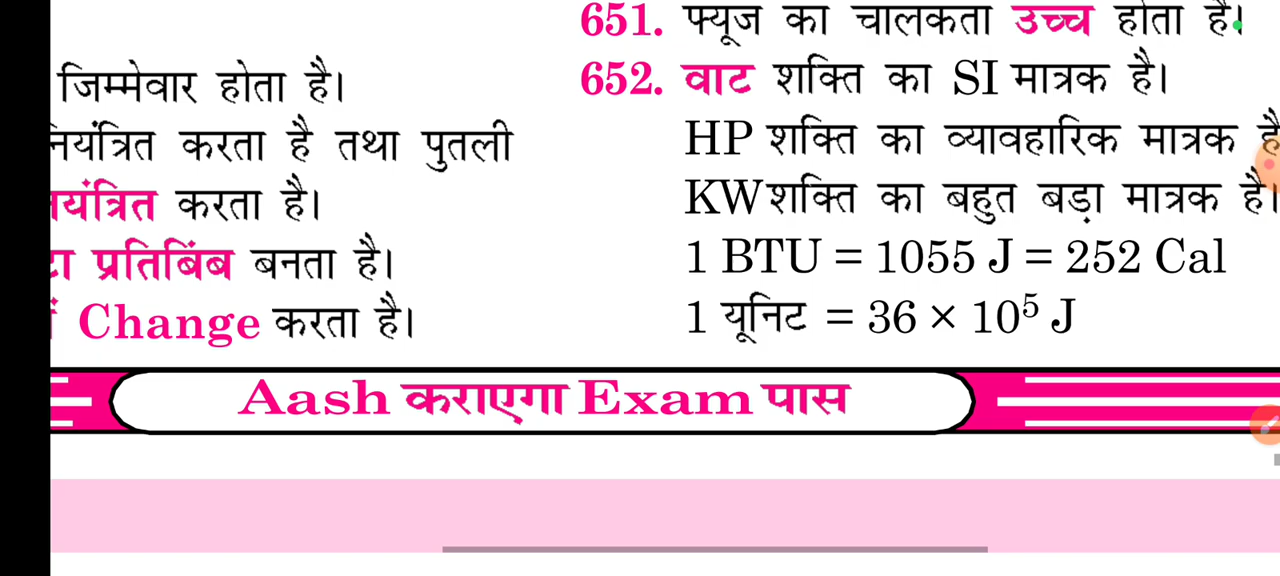 जिम्मेवार होता है।
नियंत्रित करता है तथा पुतली
करता है।
प्रतिबिंब बनता है।
Change करता है।
651. फ्यूज का चालकता उच्च होता है।
652. वाट शक्ति का SI मात्रक है।
HP शक्ति का व्यावहारिक मात्रक है
KW शक्ति का बहुत बड़ा मात्रक है।
1 BTU = 1055 J = 252 Cal
1 यूनिट = 36 × 10⁵ J
Aash कराएगा Exam पास